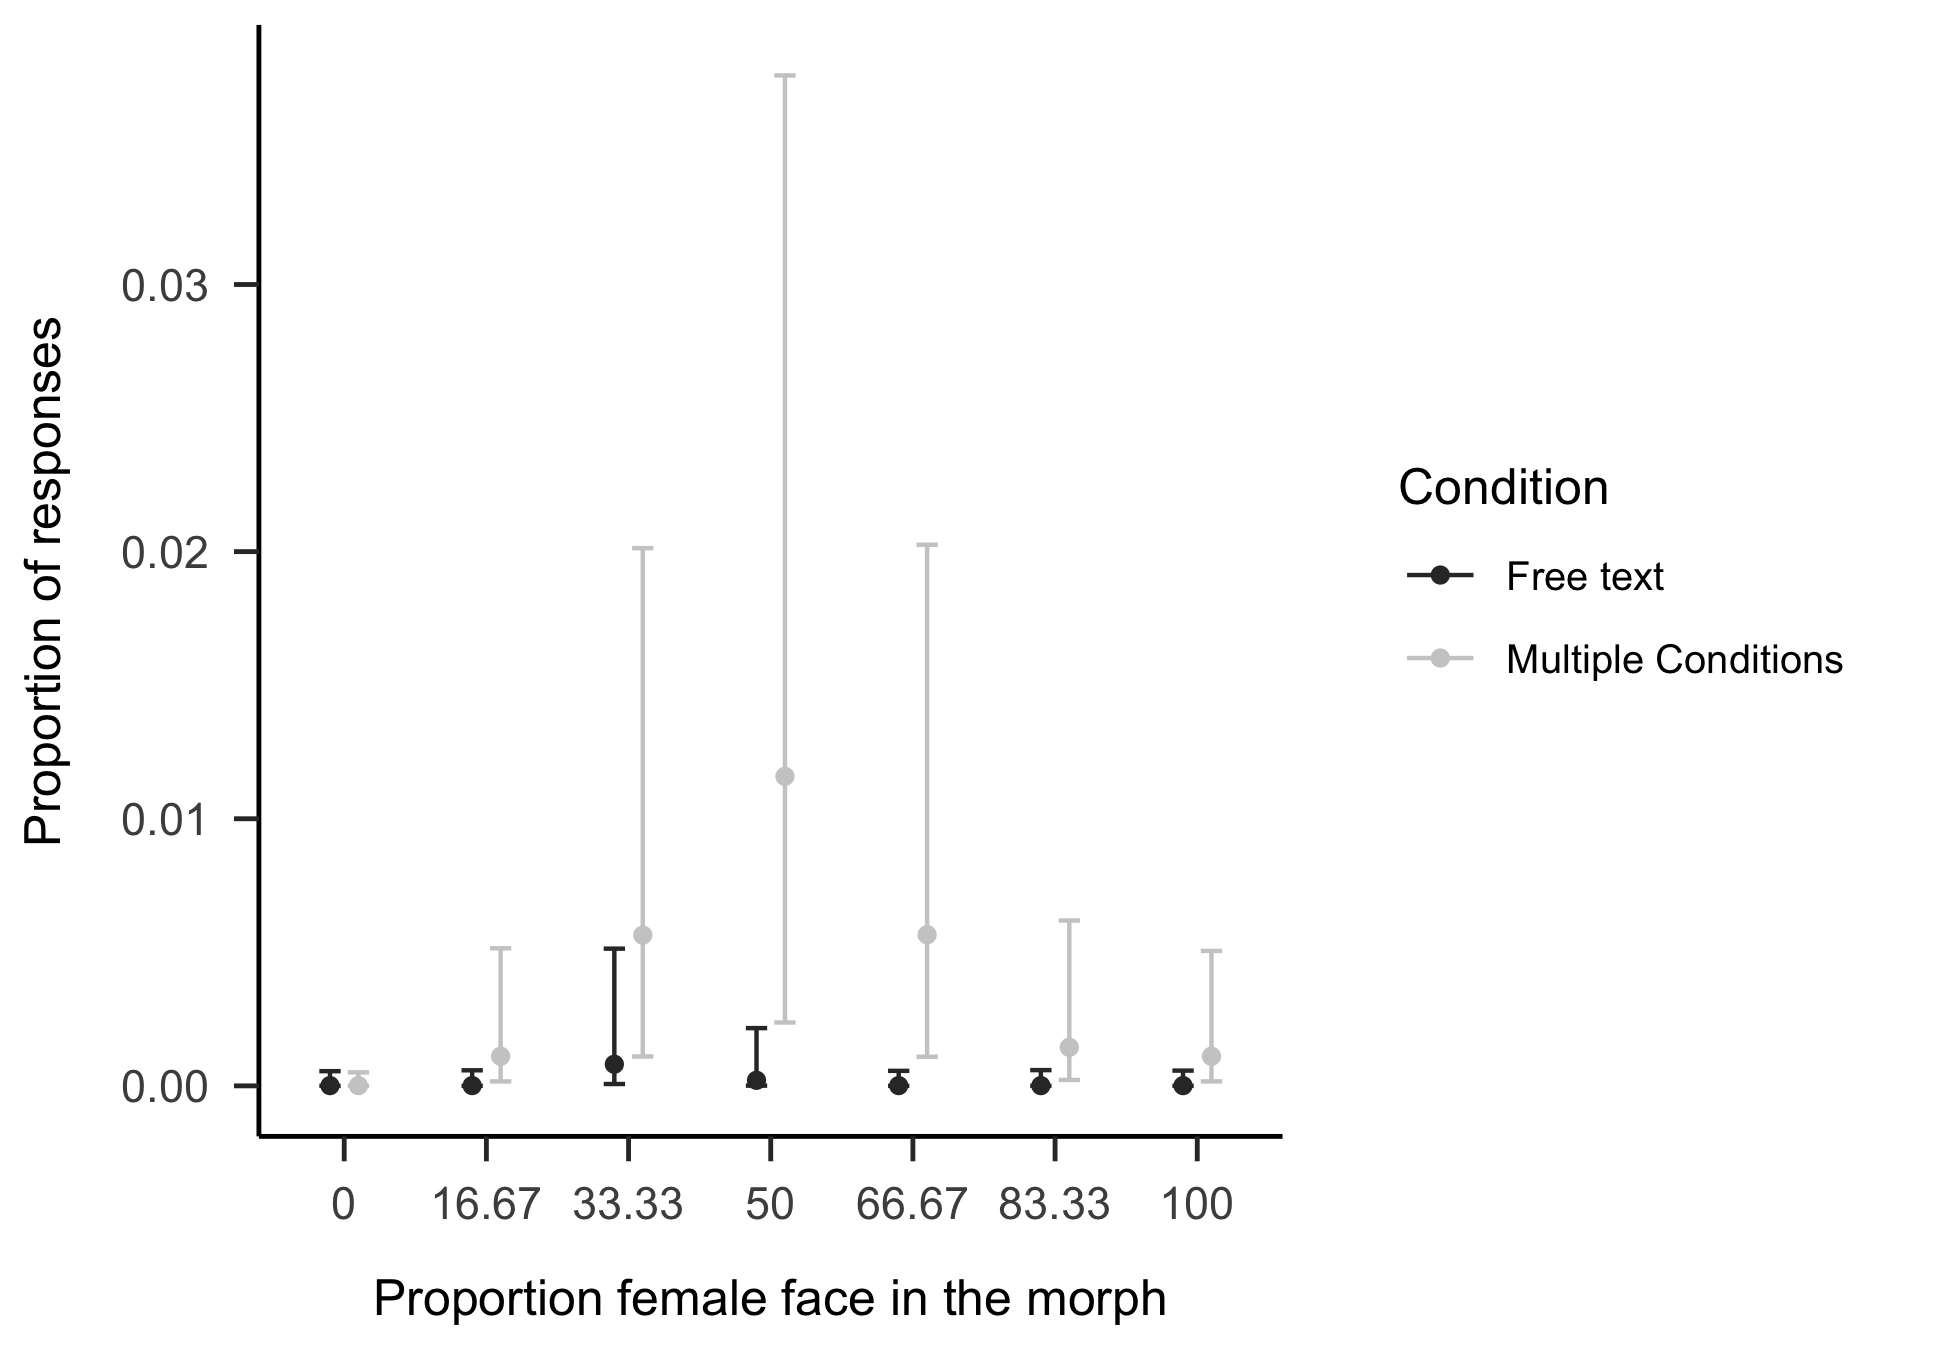 0.03
0.02
0.01
0.00
Proportion of responses
0 16.67 33.33 50 66.67 83.33 100
Proportion female face in the morph
Condition
Free text
Multiple Conditions